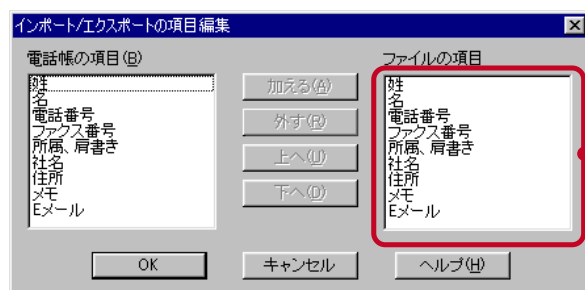 インポート/エクスポートの項目編集
電話帳の項目(B)
姓
名
電話番号
ファクス番号
所属、肩書き
社名
住所
メモ
Eメール
加える(A)
外す(R)
上へ(U)
下へ(D)
ファイルの項目
姓
名
電話番号
ファクス番号
所属、肩書き
社名
住所
メモ
Eメール
OK
キャンセル
ヘルプ(H)